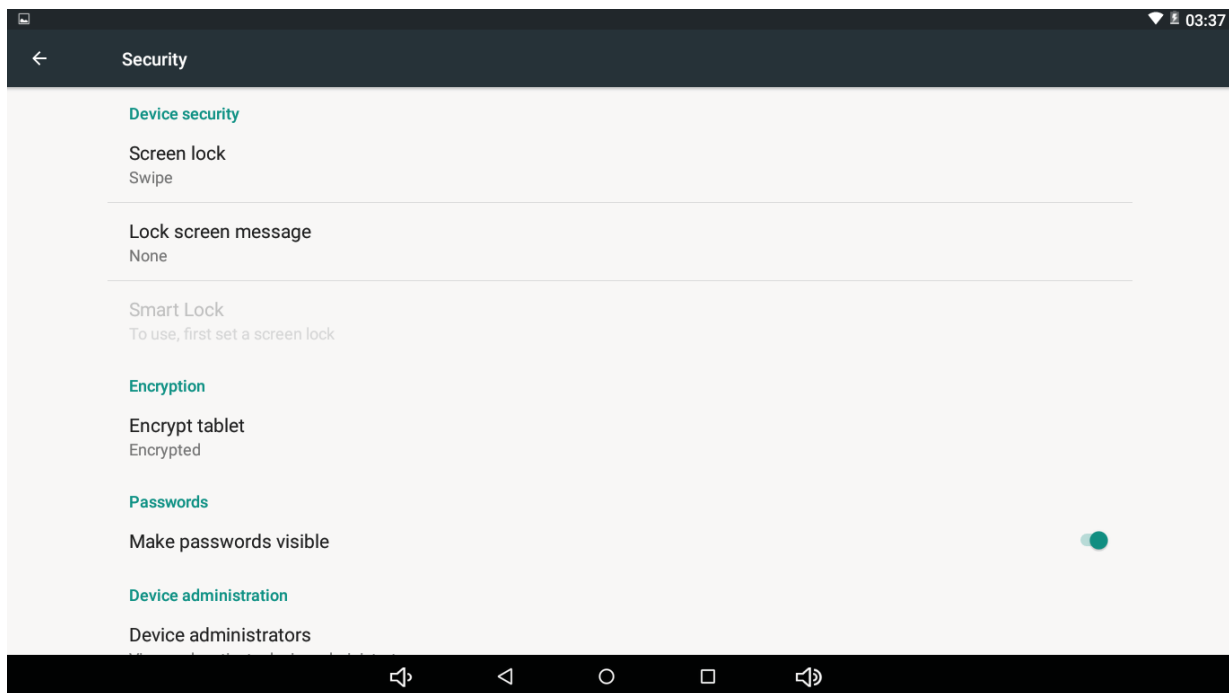 03:37
Security
Device security
Screen lock
Swipe
Lock screen message
None
Smart Lock
To use, first set a screen lock
Encryption
Encrypt tablet
Encrypted
Passwords
Make passwords visible
Device administration
Device administrators